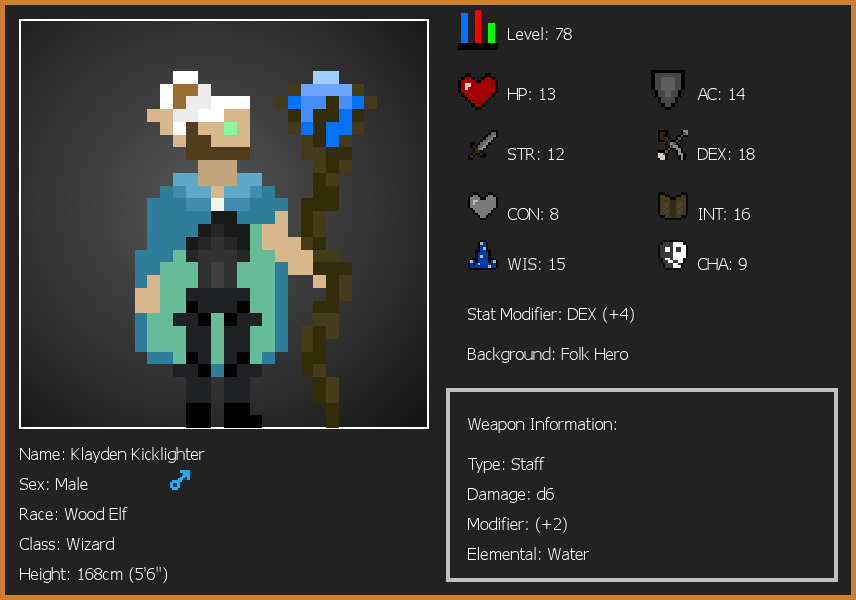 Level: 78
HP: 13
AC: 14
STR: 12
DEX: 18
CON: 8
INT: 16
WIS: 15
CHA: 9
Stat Modifier: DEX (+4)
Background: Folk Hero
Weapon Information:
Type: Staff
Damage: d6
Modifier: (+2)
Elemental: Water
Name: Klayden Kicklighter
Sex: Male
Race: Wood Elf
Class: Wizard
Height: 168cm (5'6")